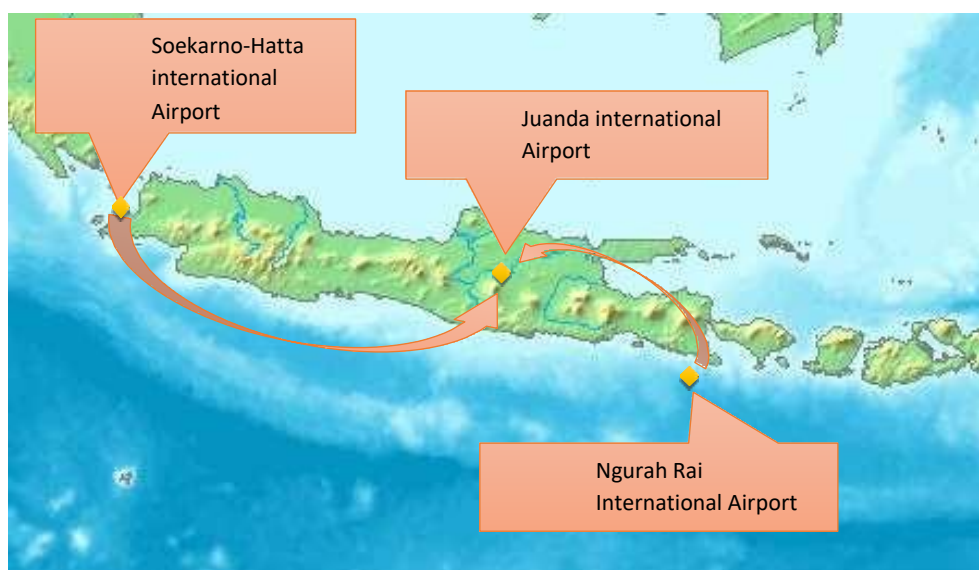 Soekarno-Hatta
international
Airport
Juanda international
Airport
Ngurah Rai
International Airport